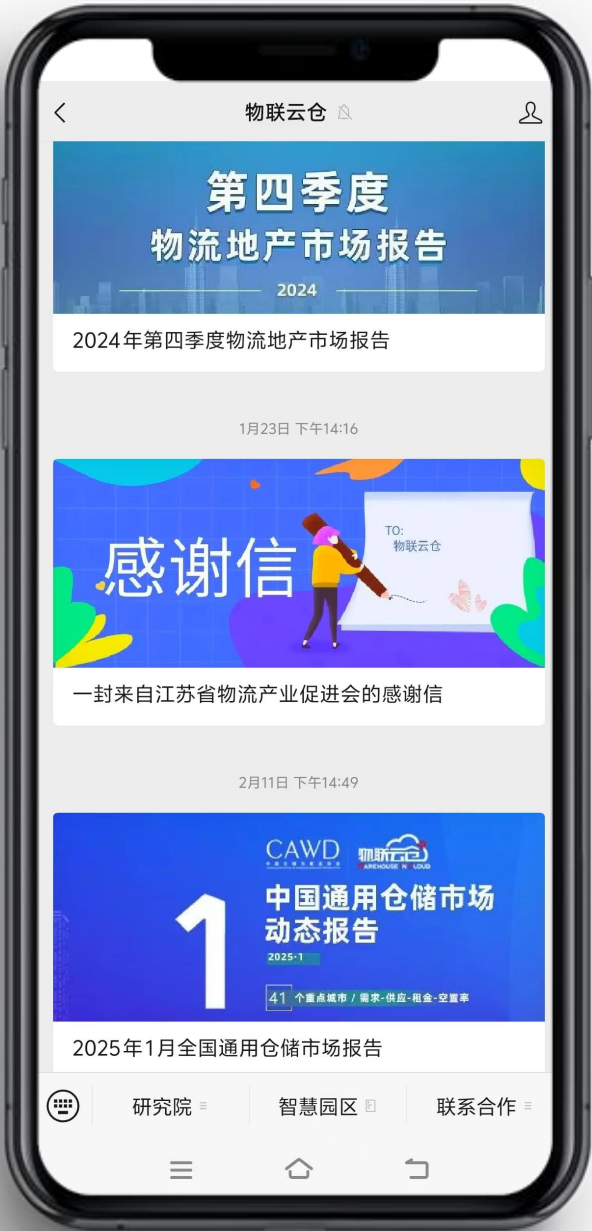 物联云仓
第四季度
物流地产市场报告
2024
2024年第四季度物流地产市场报告
1月23日 下午14:16
感谢信
TO:
物联云仓
一封来自江苏省物流产业促进会的感谢信
2月11日 下午14:49
CAWD
物联云仓
WAREHOUSE IN CLOUD
1
中国通用仓储市场
动态报告
2025·1
41 个重点城市 / 需求-供应-租金-空置率
2025年1月全国通用仓储市场报告
研究院
智慧园区
联系合作